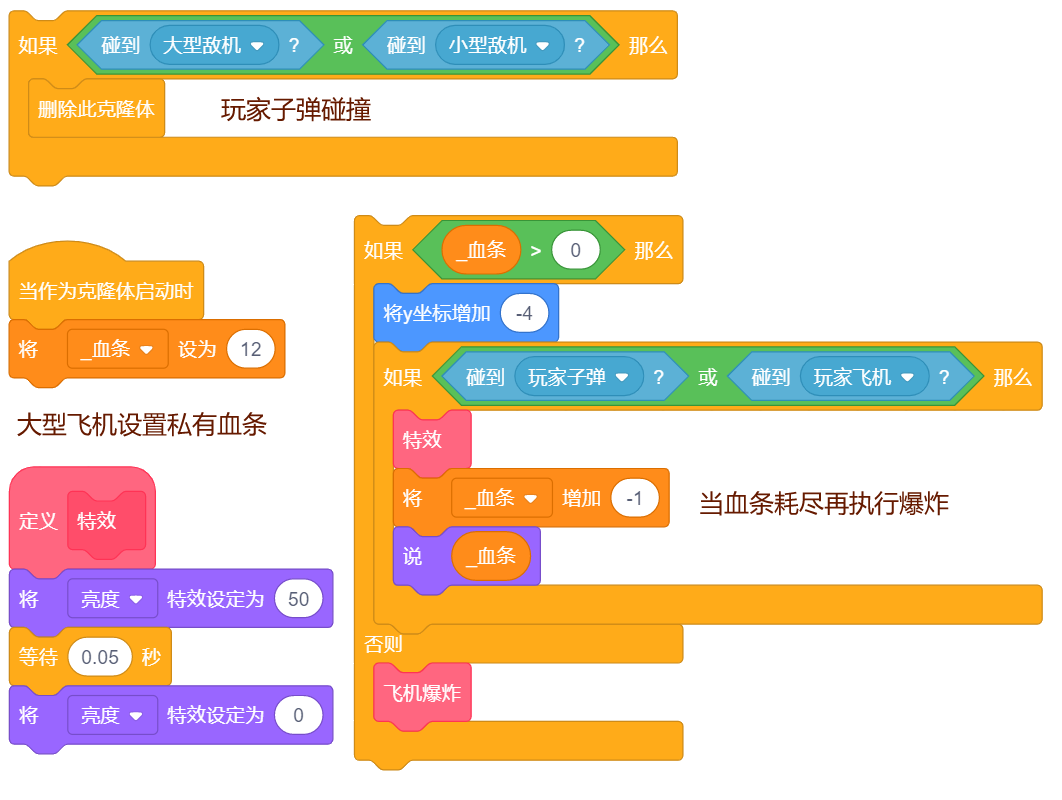 如果 碰到 大型敌机 ? 或 碰到 小型敌机 ? 那么
删除此克隆体
玩家子弹碰撞
当作为克隆体启动时
将 _血条 设为 12
大型飞机设置私有血条
定义 特效
将 亮度 特效设定为 50
等待 0.05 秒
将 亮度 特效设定为 0
如果 _血条 > 0 那么
将y坐标增加 -4
如果 碰到 玩家子弹 ? 或 碰到 玩家飞机 ? 那么
特效
将 _血条 增加 -1
说 _血条
当血条耗尽再执行爆炸
否则
飞机爆炸